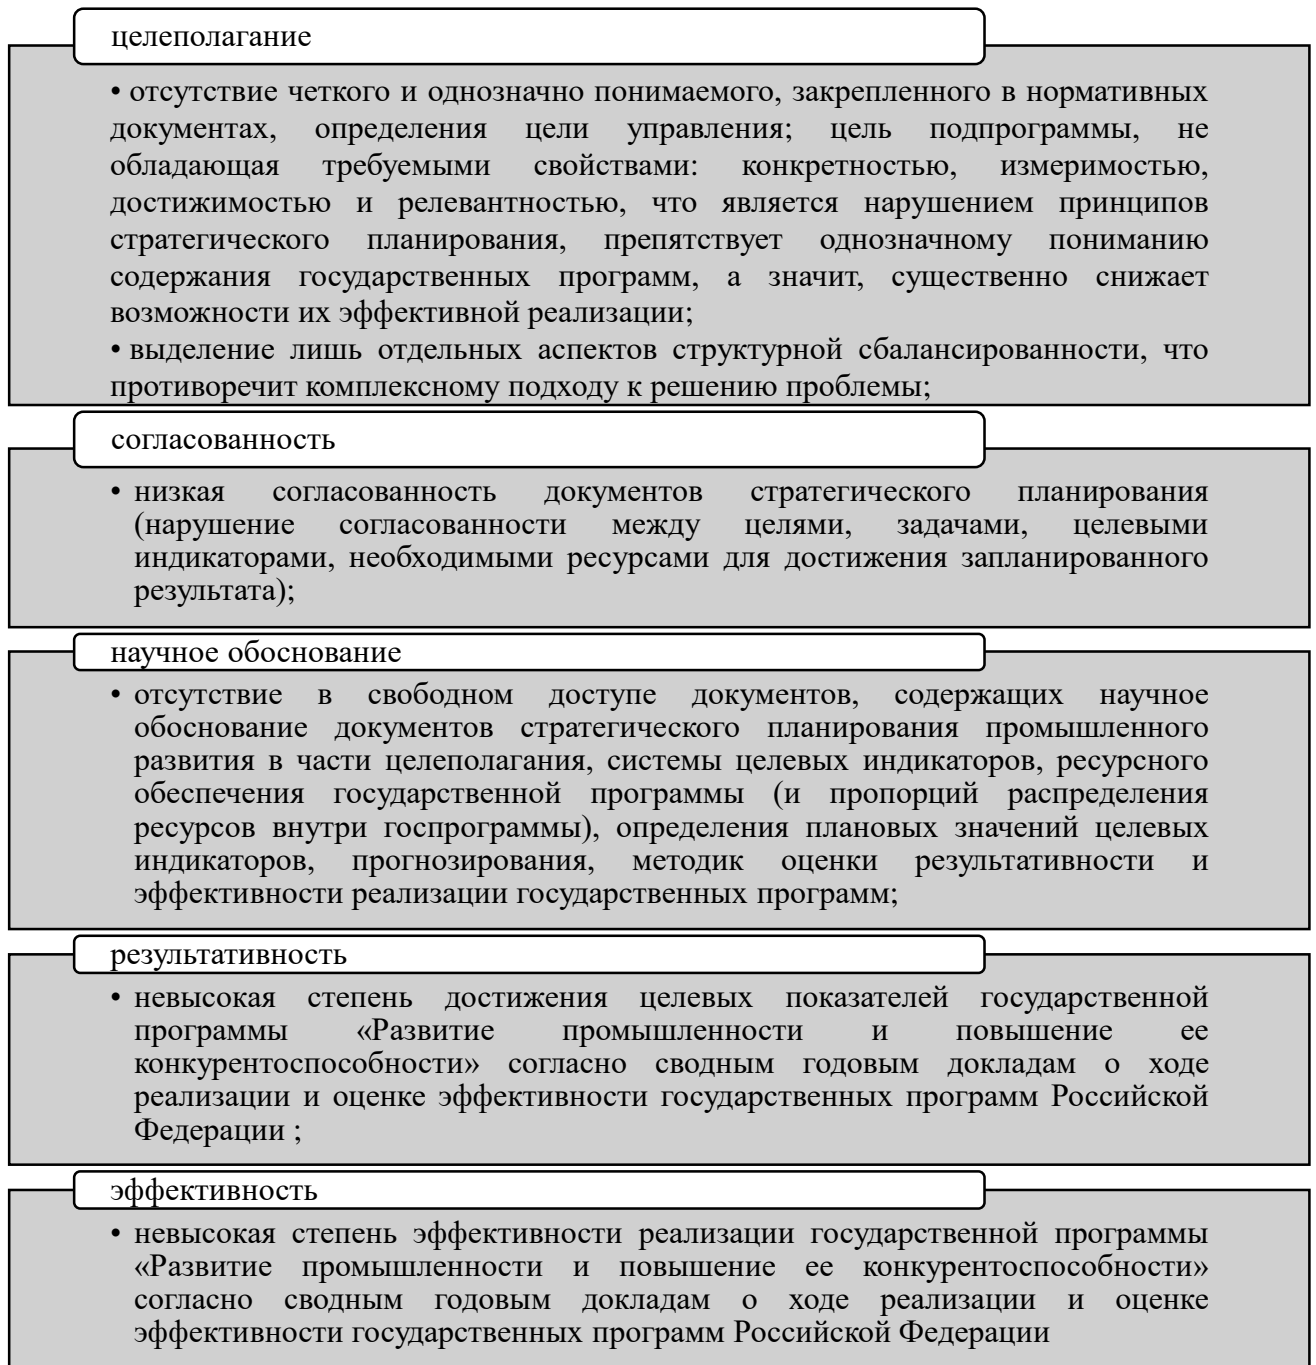 целеполагание
• отсутствие четкого и однозначно понимаемого, закрепленного в нормативных
документах, определения цели управления; цель подпрограммы, не
обладающая требуемыми свойствами: конкретностью, измеримостью,
достижимостью и релевантностью, что является нарушением принципов
стратегического планирования, препятствует однозначному пониманию
содержания государственных программ, а значит, существенно снижает
возможности их эффективной реализации;
• выделение лишь отдельных аспектов структурной сбалансированности, что
противоречит комплексному подходу к решению проблемы;
согласованность
• низкая согласованность документов стратегического планирования
(нарушение согласованности между целями, задачами, целевыми
индикаторами, необходимыми ресурсами для достижения запланированного
результата);
научное обоснование
• отсутствие в свободном доступе документов, содержащих научное
обоснование документов стратегического планирования промышленного
развития в части целеполагания, системы целевых индикаторов, ресурсного
обеспечения государственной программы (и пропорций распределения
ресурсов внутри госпрограммы), определения плановых значений целевых
индикаторов, прогнозирования, методик оценки результативности и
эффективности реализации государственных программ;
результативность
• невысокая степень достижения целевых показателей государственной
программы «Развитие промышленности и повышение ее
конкурентоспособности» согласно сводным годовым докладам о ходе
реализации и оценке эффективности государственных программ Российской
Федерации ;
эффективность
• невысокая степень эффективности реализации государственной программы
«Развитие промышленности и повышение ее конкурентоспособности»
согласно сводным годовым докладам о ходе реализации и оценке
эффективности государственных программ Российской Федерации